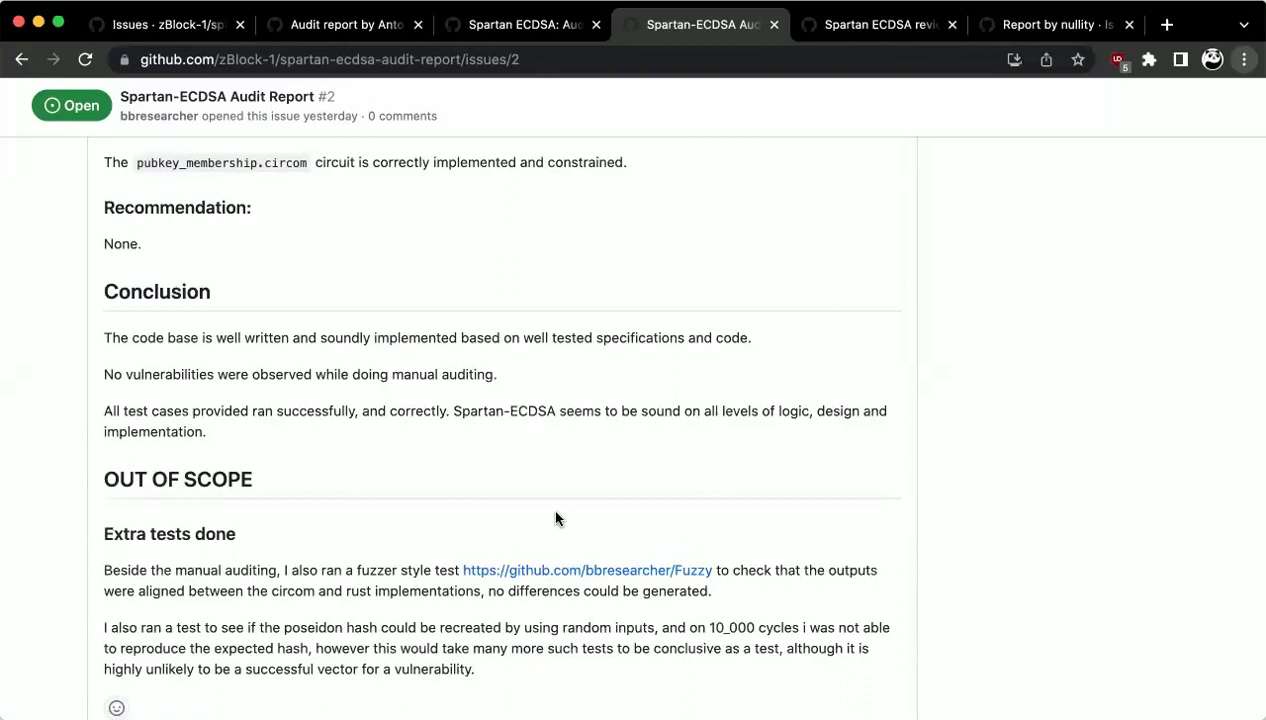 Issues · zBlock-1/sp
Audit report by Anto
Spartan ECDSA: Aud
Spartan-ECDSA Aud
Spartan ECDSA revi
Report by nullity · Is
github.com/zBlock-1/spartan-ecdsa-audit-report/issues/2
5
Open
Spartan-ECDSA Audit Report #2
bbresearcher opened this issue yesterday · 0 comments
The pubkey_membership.circom circuit is correctly implemented and constrained.
Recommendation:
None.
Conclusion
The code base is well written and soundly implemented based on well tested specifications and code.
No vulnerabilities were observed while doing manual auditing.
All test cases provided ran successfully, and correctly. Spartan-ECDSA seems to be sound on all levels of logic, design and
implementation.
OUT OF SCOPE
Extra tests done
Beside the manual auditing, I also ran a fuzzer style test https://github.com/bbresearcher/Fuzzy to check that the outputs
were aligned between the circom and rust implementations, no differences could be generated.
I also ran a test to see if the poseidon hash could be recreated by using random inputs, and on 10_000 cycles i was not able
to reproduce the expected hash, however this would take many more such tests to be conclusive as a test, although it is
highly unlikely to be a successful vector for a vulnerability.